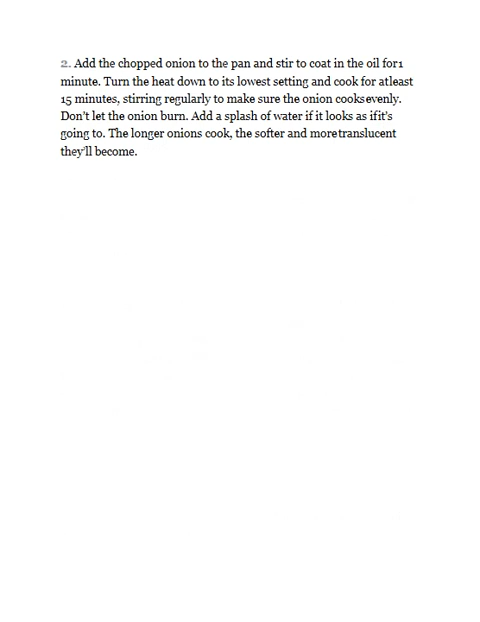 2. Add the chopped onion to the pan and stir to coat in the oil for1
minute. Turn the heat down to its lowest setting and cook for atleast
15 minutes, stirring regularly to make sure the onion cooksevenly.
Don't let the onion burn. Add a splash of water if it looks as ifit's
going to. The longer onions cook, the softer and moretranslucent
they'll become.